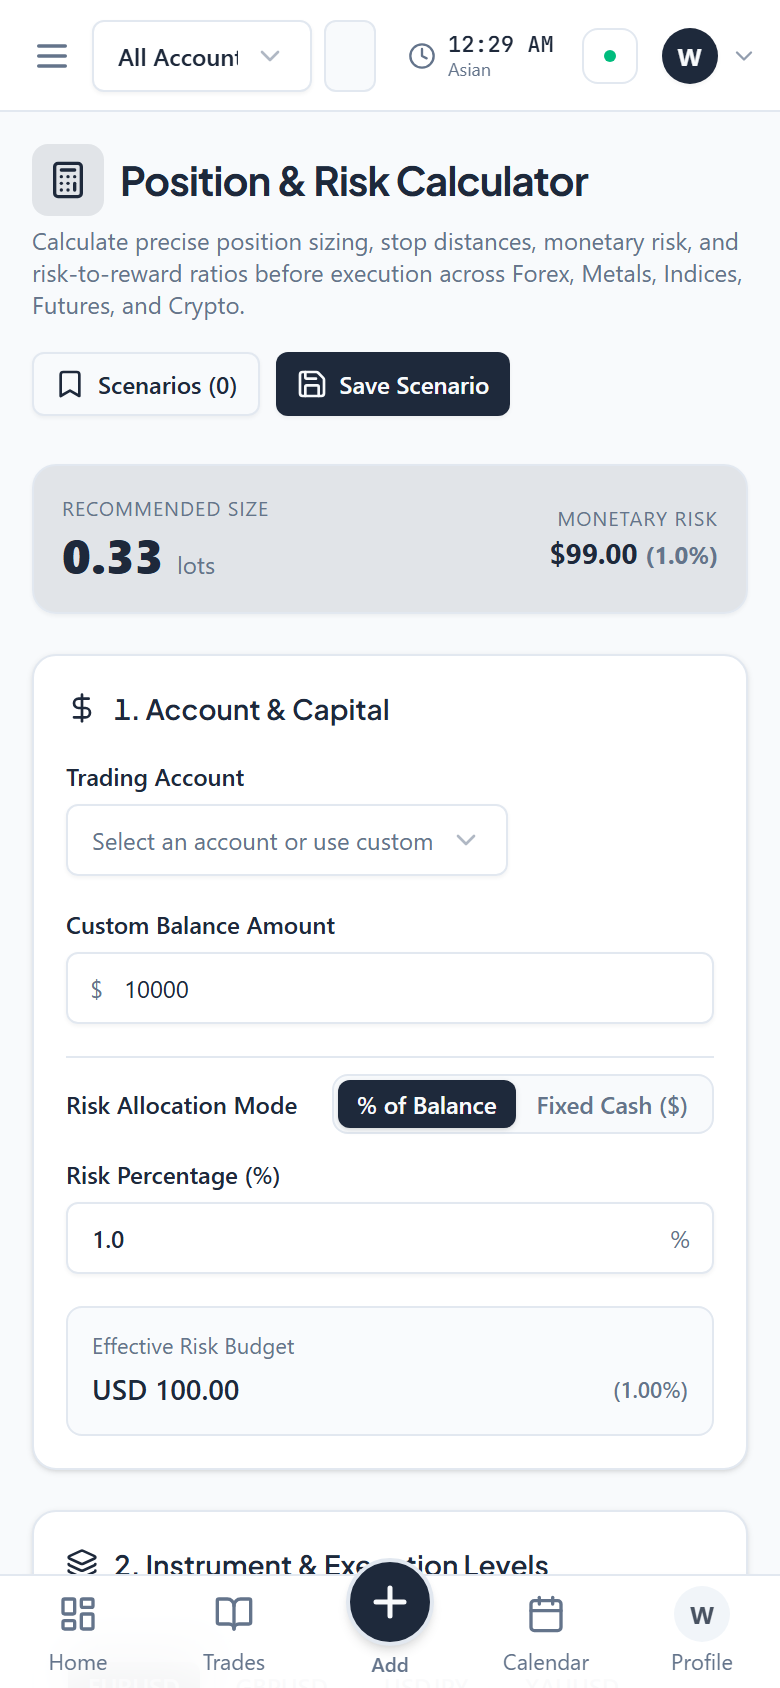 All Account
12:29 AM
Asian
W
Position & Risk Calculator
Calculate precise position sizing, stop distances, monetary risk, and
risk-to-reward ratios before execution across Forex, Metals, Indices,
Futures, and Crypto.
Scenarios (0)
Save Scenario
RECOMMENDED SIZE
0.33 lots
MONETARY RISK
$99.00 (1.0%)
1. Account & Capital
Trading Account
Select an account or use custom
Custom Balance Amount
$ 10000
Risk Allocation Mode
% of Balance
Fixed Cash ($)
Risk Percentage (%)
1.0 %
Effective Risk Budget
USD 100.00 (1.00%)
2. Instrument & Execution Levels
Home
Trades
Add
Calendar
W
Profile